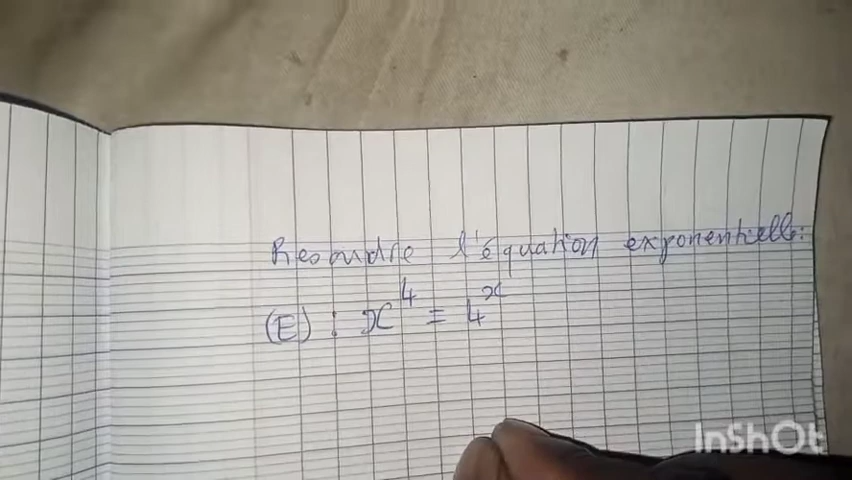 Resoudre l'équation exponentielle:
(E) : x⁴ = 4ˣ
InShOt